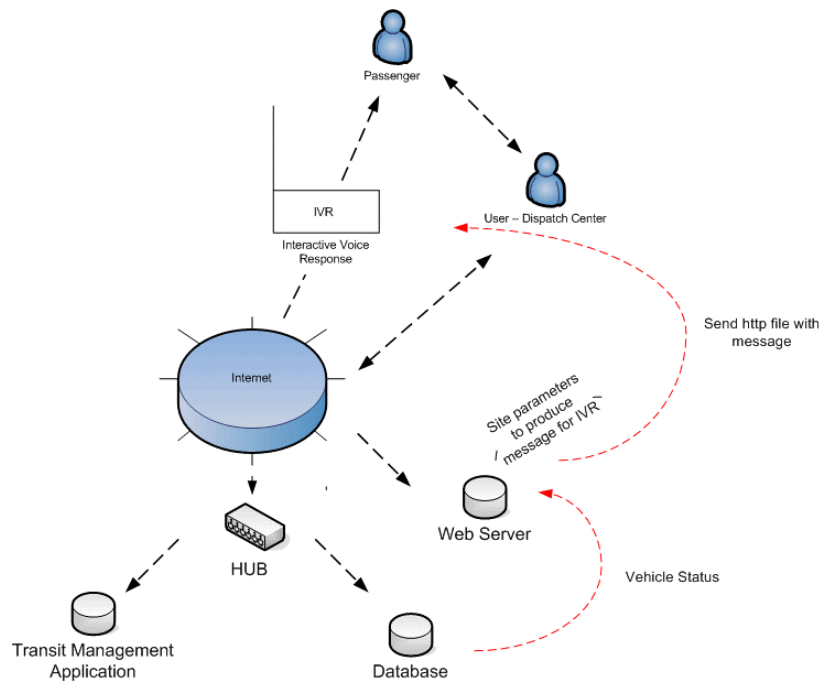 Passenger
IVR
User – Dispatch Center
Interactive Voice
Response
Send http file with
message
Internet
Site parameters
to produce
message for IVR
Web Server
HUB
Vehicle Status
Transit Management
Application
Database